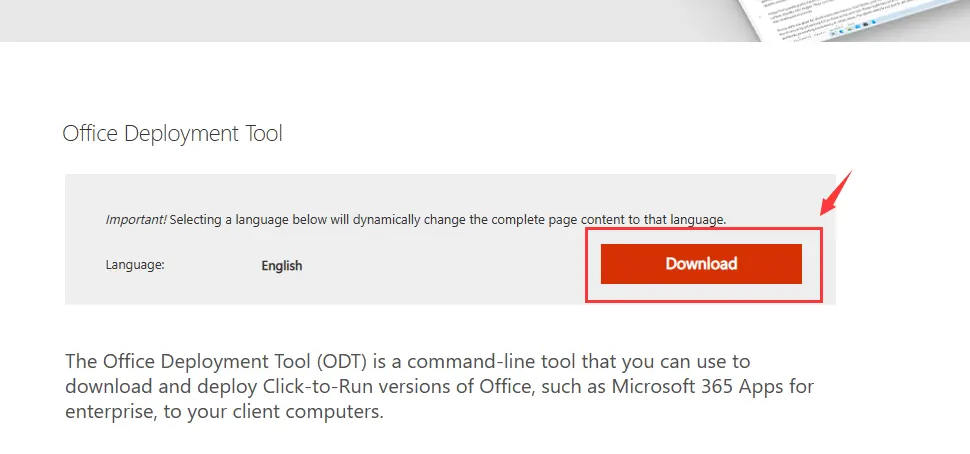 Office Deployment Tool
Important! Selecting a language below will dynamically change the complete page content to that language.
Language: English Download
The Office Deployment Tool (ODT) is a command-line tool that you can use to
download and deploy Click-to-Run versions of Office, such as Microsoft 365 Apps for
enterprise, to your client computers.